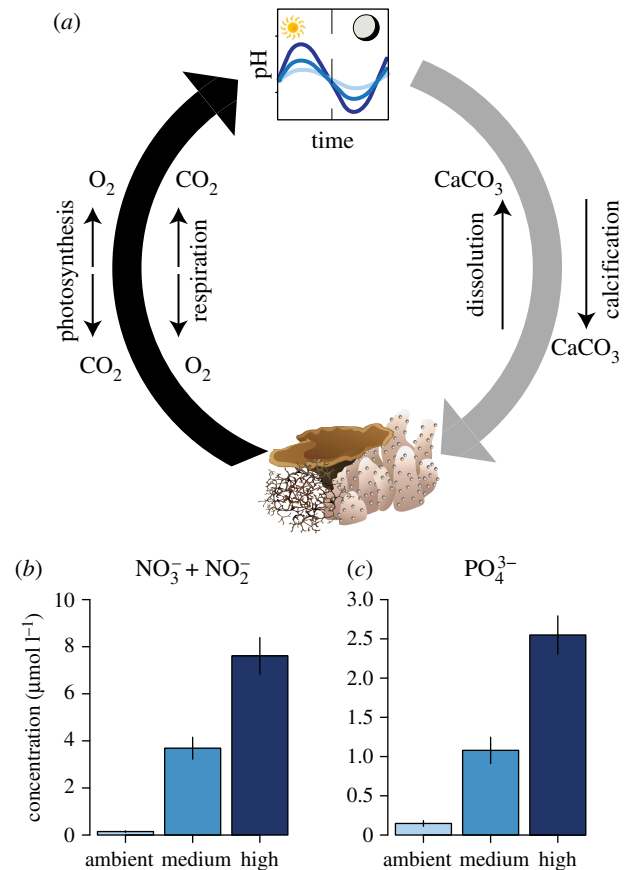 (a)
pH
time
O₂
CO₂
photosynthesis
respiration
CO₂
O₂
CaCO₃
dissolution
calcification
CaCO₃
(b)
NO₃⁻ + NO₂⁻
concentration (µmol l⁻¹)
10
8
6
4
2
0
ambient medium high
(c)
PO₄³⁻
3.0
2.5
2.0
1.5
1.0
0.5
0
ambient medium high